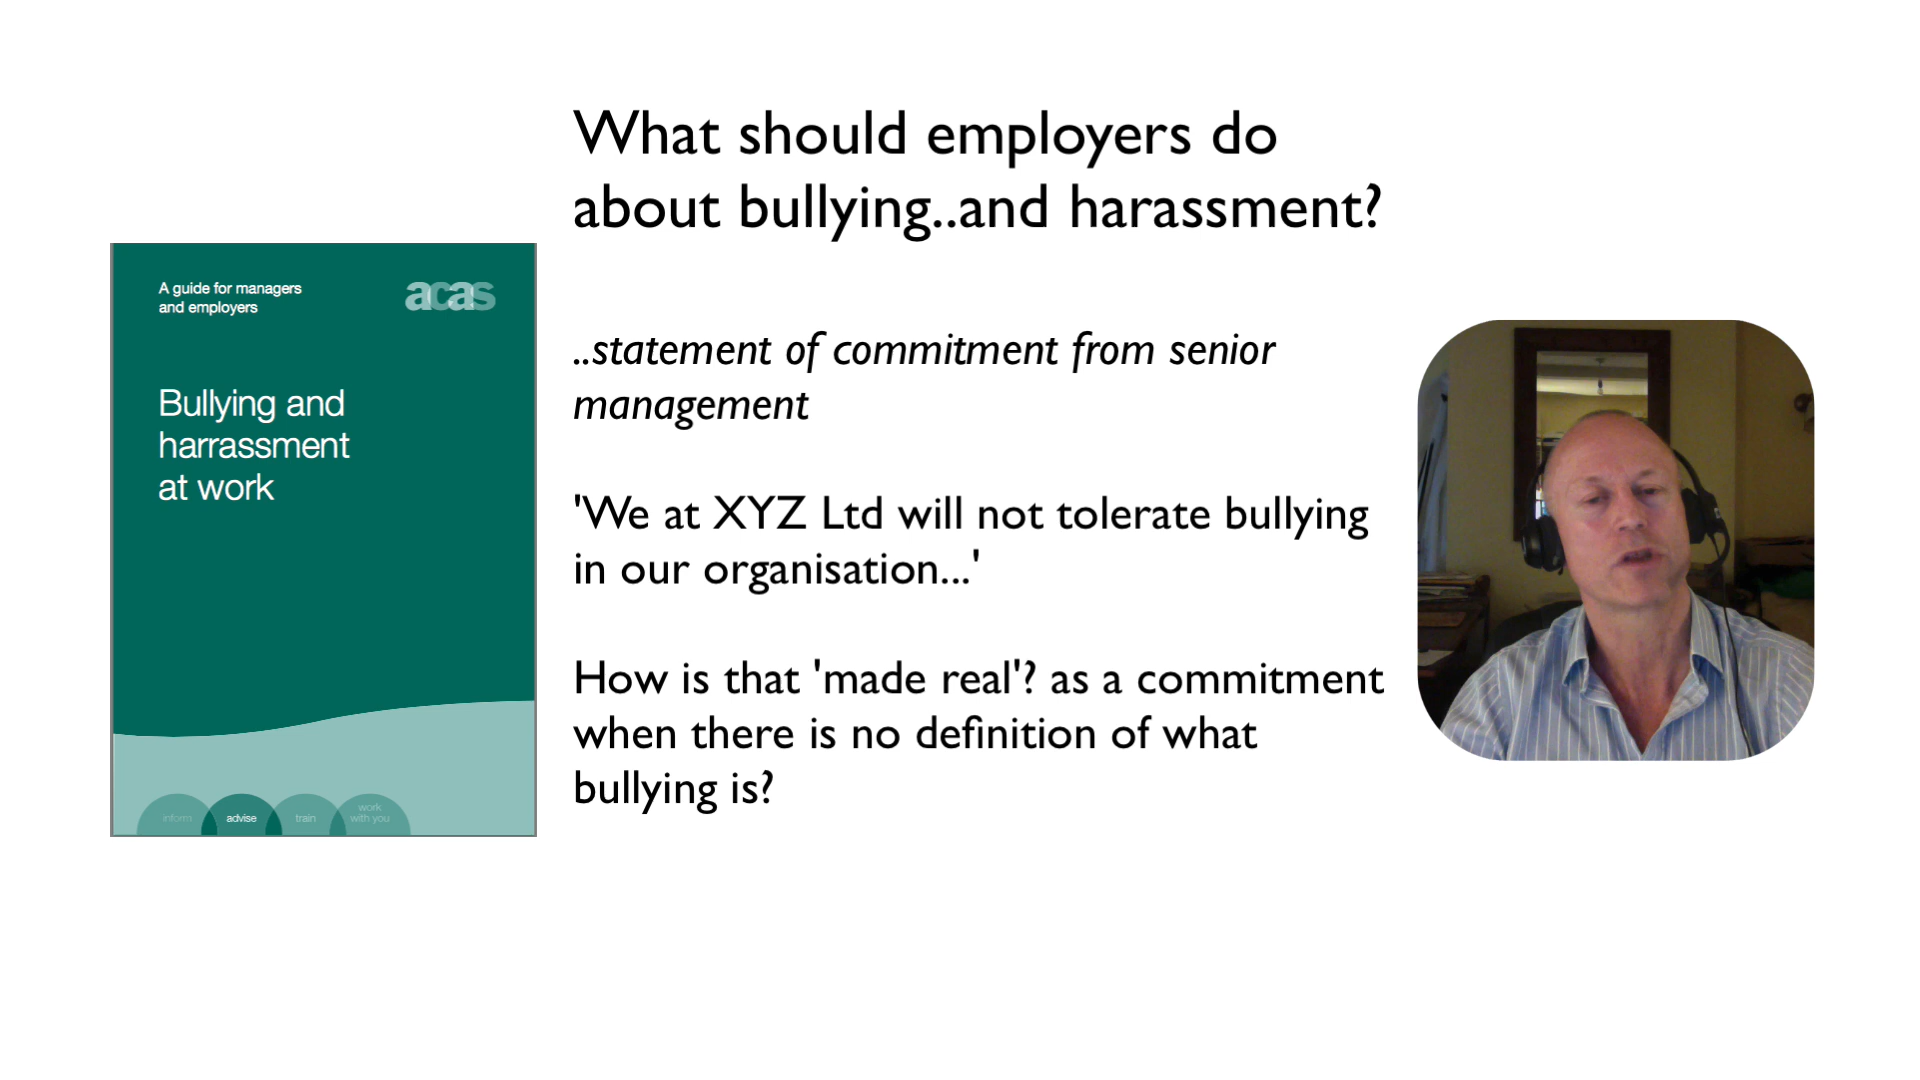 What should employers do
about bullying..and harassment?
A guide for managers
and employers
acas
Bullying and
harrassment
at work
inform
advise
train
work
with you
..statement of commitment from senior
management
'We at XYZ Ltd will not tolerate bullying
in our organisation...'
How is that 'made real'? as a commitment
when there is no definition of what
bullying is?